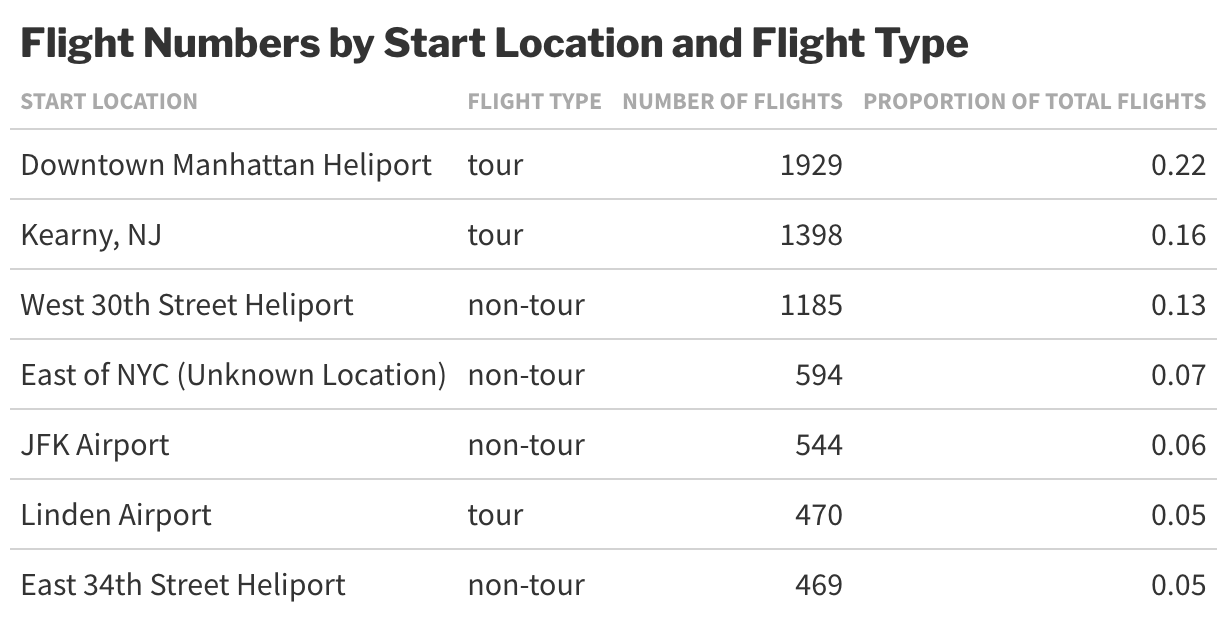 Flight Numbers by Start Location and Flight Type
START LOCATION FLIGHT TYPE NUMBER OF FLIGHTS PROPORTION OF TOTAL FLIGHTS
Downtown Manhattan Heliport tour 1929 0.22
Kearny, NJ tour 1398 0.16
West 30th Street Heliport non-tour 1185 0.13
East of NYC (Unknown Location) non-tour 594 0.07
JFK Airport non-tour 544 0.06
Linden Airport tour 470 0.05
East 34th Street Heliport non-tour 469 0.05